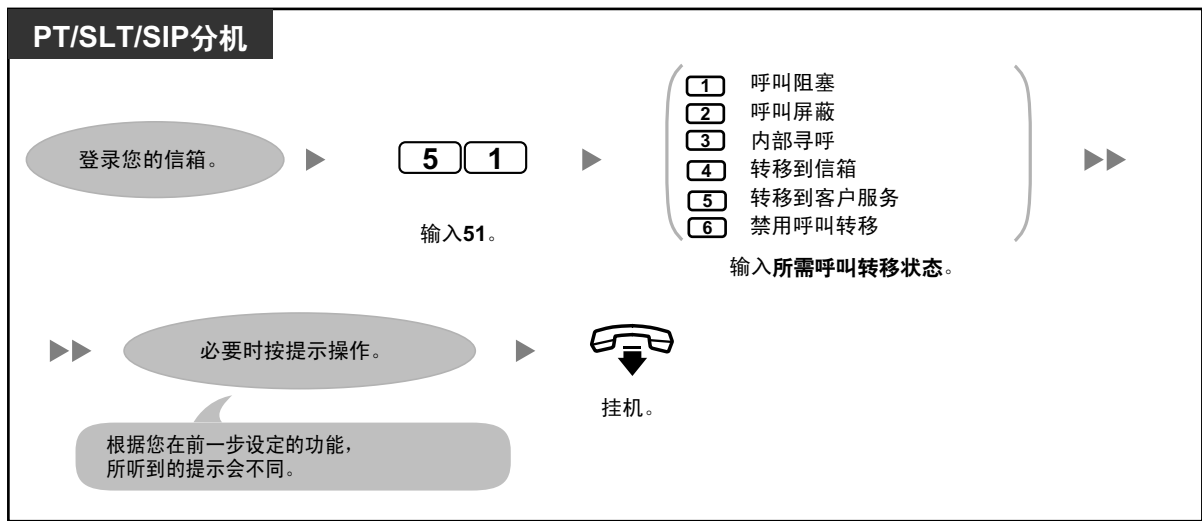 PT/SLT/SIP分机
登录您的信箱。
5 1
输入51。
1 呼叫阻塞
2 呼叫屏蔽
3 内部寻呼
4 转移到信箱
5 转移到客户服务
6 禁用呼叫转移
输入所需呼叫转移状态。
必要时按提示操作。
根据您在前一步设定的功能，
所听到的提示会不同。
挂机。